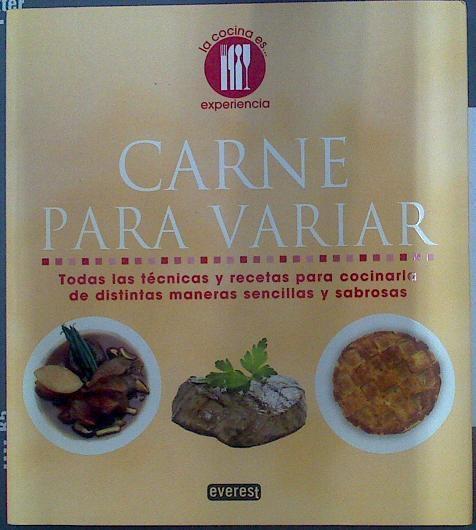 la cocina es...
experiencia
CARNE
PARA VARIAR
Todas las técnicas y recetas para cocinarla
de distintas maneras sencillas y sabrosas
everest